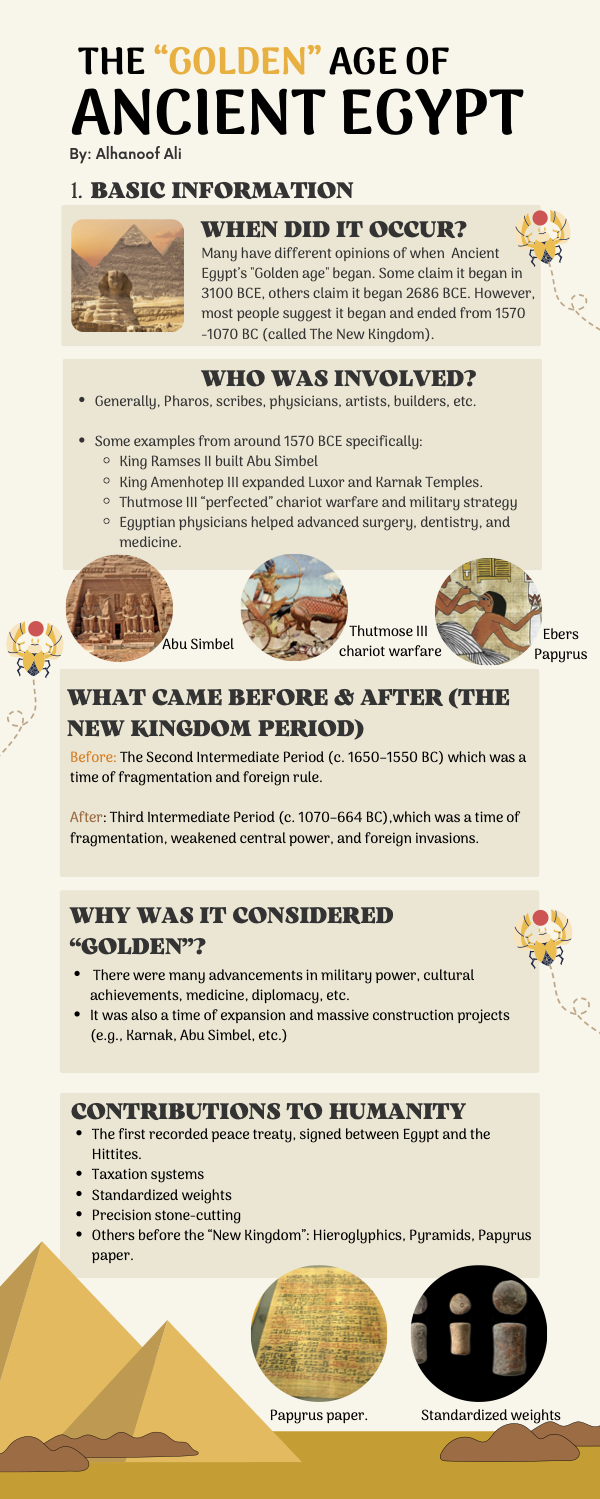 THE “GOLDEN” AGE OF
ANCIENT EGYPT
By: Alhanoof Ali
1. BASIC INFORMATION
WHEN DID IT OCCUR?
Many have different opinions of when Ancient
Egypt's "Golden age" began. Some claim it began in
3100 BCE, others claim it began 2686 BCE. However,
most people suggest it began and ended from 1570
-1070 BC (called The New Kingdom).
WHO WAS INVOLVED?
• Generally, Pharos, scribes, physicians, artists, builders, etc.
• Some examples from around 1570 BCE specifically:
◦ King Ramses II built Abu Simbel
◦ King Amenhotep III expanded Luxor and Karnak Temples.
◦ Thutmose III “perfected” chariot warfare and military strategy
◦ Egyptian physicians helped advanced surgery, dentistry, and
medicine.
Abu Simbel
Thutmose III
chariot warfare
Ebers
Papyrus
WHAT CAME BEFORE & AFTER (THE
NEW KINGDOM PERIOD)
Before: The Second Intermediate Period (c. 1650–1550 BC) which was a
time of fragmentation and foreign rule.
After: Third Intermediate Period (c. 1070–664 BC),which was a time of
fragmentation, weakened central power, and foreign invasions.
WHY WAS IT CONSIDERED
“GOLDEN”?
• There were many advancements in military power, cultural
achievements, medicine, diplomacy, etc.
• It was also a time of expansion and massive construction projects
(e.g., Karnak, Abu Simbel, etc.)
CONTRIBUTIONS TO HUMANITY
• The first recorded peace treaty, signed between Egypt and the
Hittites.
• Taxation systems
• Standardized weights
• Precision stone-cutting
• Others before the “New Kingdom”: Hieroglyphics, Pyramids, Papyrus
paper.
Papyrus paper.
Standardized weights